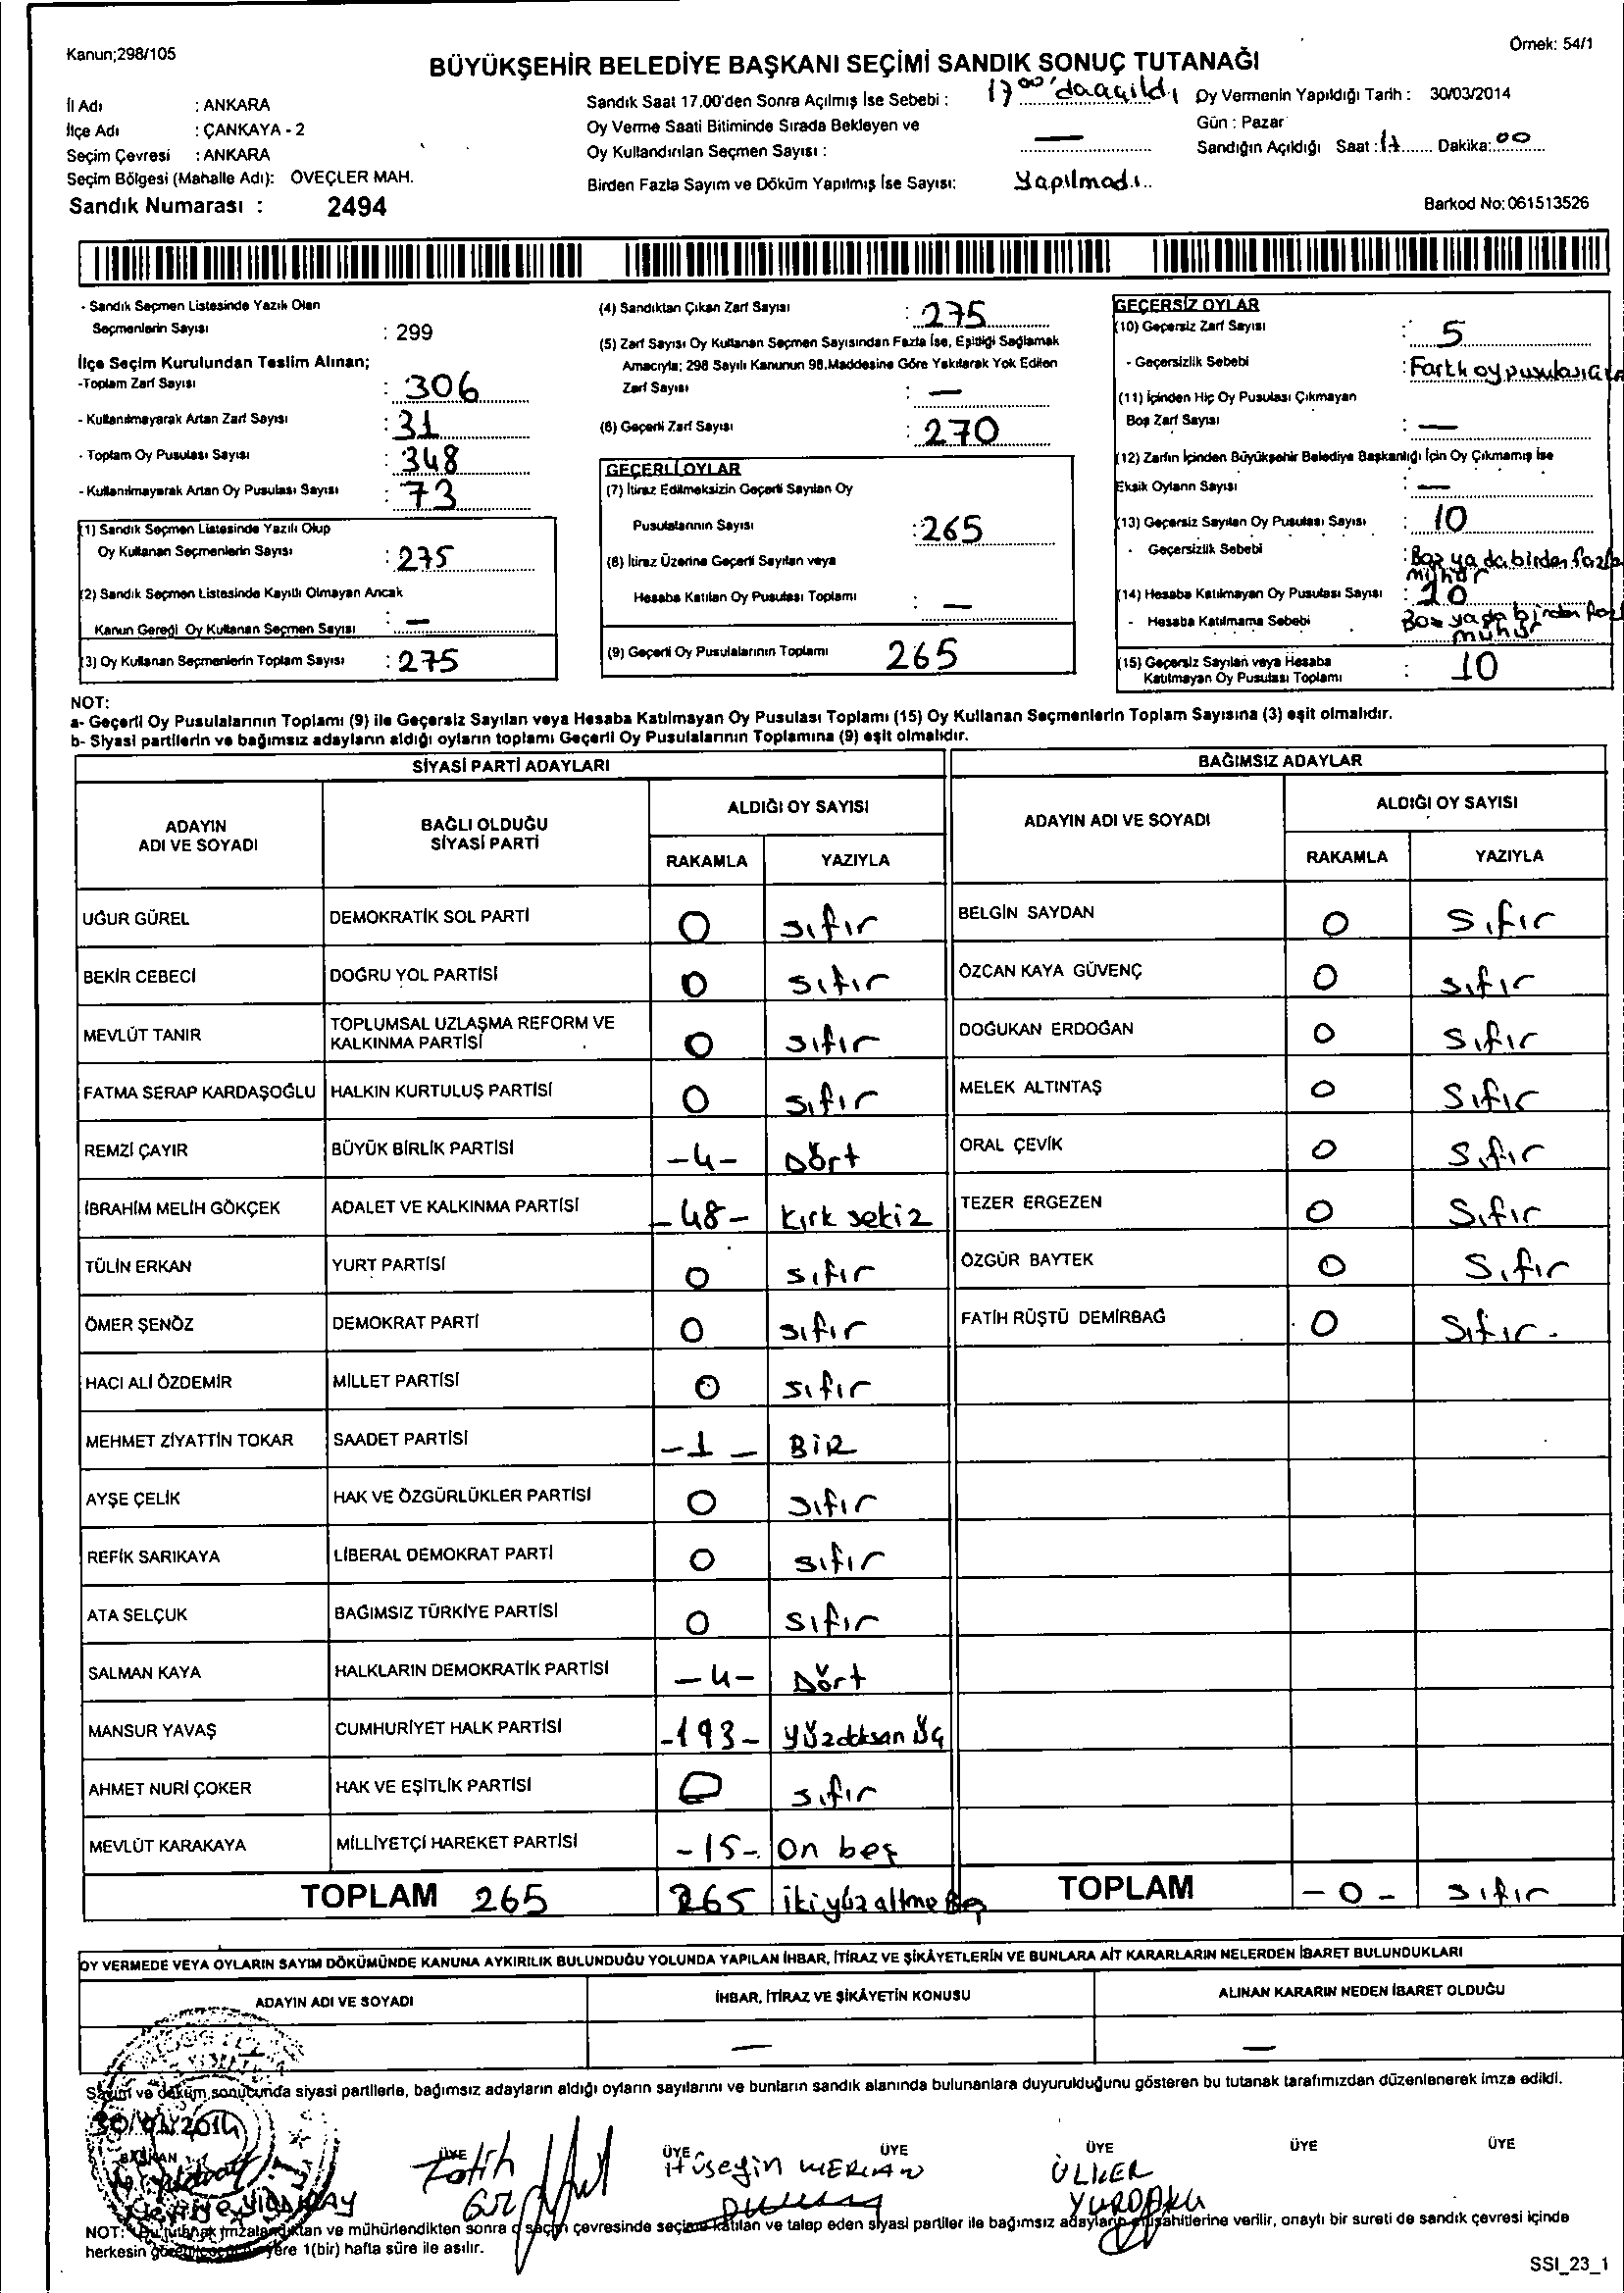 Kanun;298/105
Örnek: 54/1
BÜYÜKŞEHİR BELEDİYE BAŞKANI SEÇİMİ SANDIK SONUÇ TUTANAĞI
İl Adı : ANKARA
İlçe Adı : ÇANKAYA - 2
Seçim Çevresi : ANKARA
Seçim Bölgesi (Mahalle Adı): ÖVEÇLER MAH.
Sandık Numarası : 2494
Sandık Saat 17.00'den Sonra Açılmış İse Sebebi : 17 00'da açıldı
Oy Verme Saati Bitiminde Sırada Bekleyen ve
Oy Kullandırılan Seçmen Sayısı : —
Birden Fazla Sayım ve Döküm Yapılmış İse Sayısı: Yapılmadı
Oy Vermenin Yapıldığı Tarih : 30/03/2014
Gün : Pazar
Sandığın Açıldığı Saat : 17 Dakika: 00
Barkod No: 061513526
- Sandık Seçmen Listesinde Yazılı Olan
Seçmenlerin Sayısı : 299
İlçe Seçim Kurulundan Teslim Alınan;
-Toplam Zarf Sayısı : 306
- Kullanılmayarak Artan Zarf Sayısı : 31
- Toplam Oy Pusulası Sayısı : 348
- Kullanılmayarak Artan Oy Pusulası Sayısı : 73
(1) Sandık Seçmen Listesinde Yazılı Olup
Oy Kullanan Seçmenlerin Sayısı : 275
(2) Sandık Seçmen Listesinde Kayıtlı Olmayan Ancak
Kanun Gereği Oy Kullanan Seçmen Sayısı : —
(3) Oy Kullanan Seçmenlerin Toplam Sayısı : 275
(4) Sandıktan Çıkan Zarf Sayısı : 275
(5) Zarf Sayısı Oy Kullanan Seçmen Sayısından Fazla İse, Eşitliği Sağlamak
Amacıyla; 298 Sayılı Kanunun 98.Maddesine Göre Yakılarak Yok Edilen
Zarf Sayısı : —
(6) Geçerli Zarf Sayısı : 270
GEÇERLİ OYLAR
(7) İtiraz Edilmeksizin Geçerli Sayılan Oy
Pusulalarının Sayısı : 265
(8) İtiraz Üzerine Geçerli Sayılan veya
Hesaba Katılan Oy Pusulası Toplamı : —
(9) Geçerli Oy Pusulalarının Toplamı 265
GEÇERSİZ OYLAR
(10) Geçersiz Zarf Sayısı : 5
- Geçersizlik Sebebi : Farklı oy pusulası
(11) İçinden Hiç Oy Pusulası Çıkmayan
Boş Zarf Sayısı : —
(12) Zarfın İçinden Büyükşehir Belediye Başkanlığı İçin Oy Çıkmamış İse
Eksik Oyların Sayısı : —
(13) Geçersiz Sayılan Oy Pusulası Sayısı : 10
- Geçersizlik Sebebi : Boş ya da birden fazla
mühür
(14) Hesaba Katılmayan Oy Pusulası Sayısı : 10
- Hesaba Katılmama Sebebi Boş ya da birden fazl
mühür
(15) Geçersiz Sayılan veya Hesaba
Katılmayan Oy Pusulası Toplamı : 10
NOT:
a- Geçerli Oy Pusulalarının Toplamı (9) ile Geçersiz Sayılan veya Hesaba Katılmayan Oy Pusulası Toplamı (15) Oy Kullanan Seçmenlerin Toplam Sayısına (3) eşit olmalıdır.
b- Siyasi partilerin ve bağımsız adayların aldığı oyların toplamı Geçerli Oy Pusulalarının Toplamına (9) eşit olmalıdır.
SİYASİ PARTİ ADAYLARI
ADAYIN ADI VE SOYADI
BAĞLI OLDUĞU SİYASİ PARTİ
ALDIĞI OY SAYISI
RAKAMLA YAZIYLA
UĞUR GÜREL DEMOKRATİK SOL PARTİ 0 sıfır
BEKİR CEBECİ DOĞRU YOL PARTİSİ 0 sıfır
MEVLÜT TANIR TOPLUMSAL UZLAŞMA REFORM VE KALKINMA PARTİSİ 0 sıfır
FATMA SERAP KARDAŞOĞLU HALKIN KURTULUŞ PARTİSİ 0 sıfır
REMZİ ÇAYIR BÜYÜK BİRLİK PARTİSİ -4- Dört
İBRAHİM MELİH GÖKÇEK ADALET VE KALKINMA PARTİSİ -48- Kırk sekiz
TÜLİN ERKAN YURT PARTİSİ 0 sıfır
ÖMER ŞENÖZ DEMOKRAT PARTİ 0 sıfır
HACI ALİ ÖZDEMİR MİLLET PARTİSİ 0 sıfır
MEHMET ZİYATTİN TOKAR SAADET PARTİSİ -1- BİR
AYŞE ÇELİK HAK VE ÖZGÜRLÜKLER PARTİSİ 0 sıfır
REFİK SARIKAYA LİBERAL DEMOKRAT PARTİ 0 sıfır
ATA SELÇUK BAĞIMSIZ TÜRKİYE PARTİSİ 0 sıfır
SALMAN KAYA HALKLARIN DEMOKRATİK PARTİSİ -4- Dört
MANSUR YAVAŞ CUMHURİYET HALK PARTİSİ -193- yüzdoksan üç
AHMET NURİ ÇOKER HAK VE EŞİTLİK PARTİSİ 0 sıfır
MEVLÜT KARAKAYA MİLLİYETÇİ HAREKET PARTİSİ -15- On beş
TOPLAM 265 265 ikiyüz altmş Beş
BAĞIMSIZ ADAYLAR
ADAYIN ADI VE SOYADI
ALDIĞI OY SAYISI
RAKAMLA YAZIYLA
BELGİN SAYDAN 0 Sıfır
ÖZCAN KAYA GÜVENÇ 0 sıfır
DOĞUKAN ERDOĞAN 0 Sıfır
MELEK ALTINTAŞ 0 Sıfır
ORAL ÇEVİK 0 Sıfır
TEZER ERGEZEN 0 Sıfır
ÖZGÜR BAYTEK 0 Sıfır
FATİH RÜŞTÜ DEMİRBAĞ 0 Sıfır.
TOPLAM -0- sıfır
OY VERMEDE VEYA OYLARIN SAYIM DÖKÜMÜNDE KANUNA AYKIRILIK BULUNDUĞU YOLUNDA YAPILAN İHBAR, İTİRAZ VE ŞİKÂYETLERİN VE BUNLARA AİT KARARLARIN NELERDEN İBARET BULUNDUKLARI
ADAYIN ADI VE SOYADI İHBAR, İTİRAZ VE ŞİKÂYETİN KONUSU ALINAN KARARIN NEDEN İBARET OLDUĞU
— — —
Sayım ve döküm sonucunda siyasi partilerle, bağımsız adayların aldığı oyların sayılarını ve bunların sandık alanında bulunanlara duyurulduğunu gösteren bu tutanak tarafımızdan düzenlenerek imza edildi.
BAŞKAN ÜYE ÜYE ÜYE ÜYE ÜYE ÜYE
Fatih
Hüseyin
ÜLKER
NOT: Bu tutanak imzalandıktan ve mühürlendikten sonra o seçim çevresinde seçime katılan ve talep eden siyasi partiler ile bağımsız adayların müşahitlerine verilir, onaylı bir sureti de sandık çevresi içinde
herkesin yere 1(bir) hafta süre ile asılır.
SSI_23_1